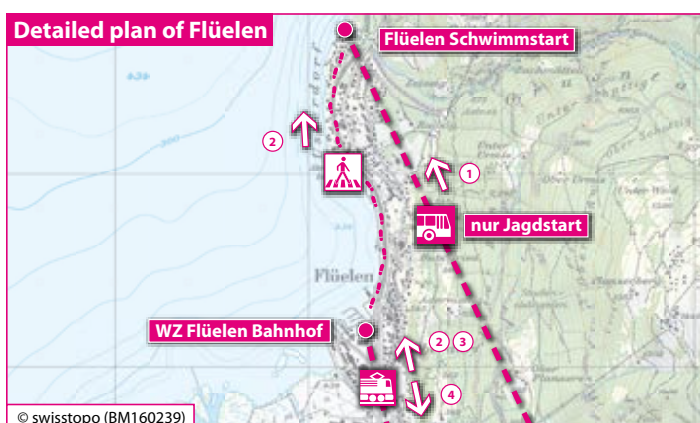 Detailed plan of Flüelen
Flüelen Schwimmstart
2
1
nur Jagdstart
Flüelen
WZ Flüelen Bahnhof
2 3
4
© swisstopo (BM160239)